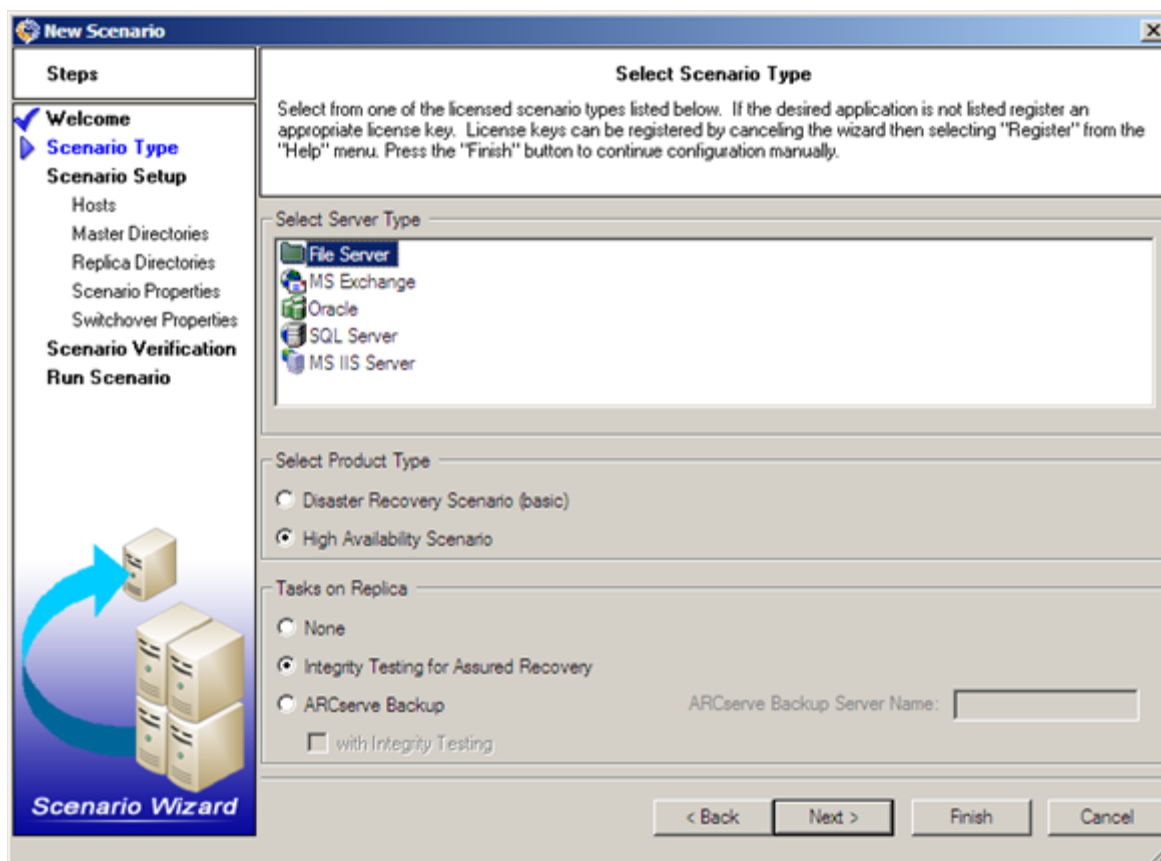 New Scenario
Steps
Welcome
Scenario Type
Scenario Setup
Hosts
Master Directories
Replica Directories
Scenario Properties
Switchover Properties
Scenario Verification
Run Scenario
Scenario Wizard
Select Scenario Type
Select from one of the licensed scenario types listed below. If the desired application is not listed register an
appropriate license key. License keys can be registered by canceling the wizard then selecting "Register" from the
"Help" menu. Press the "Finish" button to continue configuration manually.
Select Server Type
File Server
MS Exchange
Oracle
SQL Server
MS IIS Server
Select Product Type
Disaster Recovery Scenario (basic)
High Availability Scenario
Tasks on Replica
None
Integrity Testing for Assured Recovery
ARCserve Backup
ARCserve Backup Server Name:
with Integrity Testing
< Back
Next >
Finish
Cancel